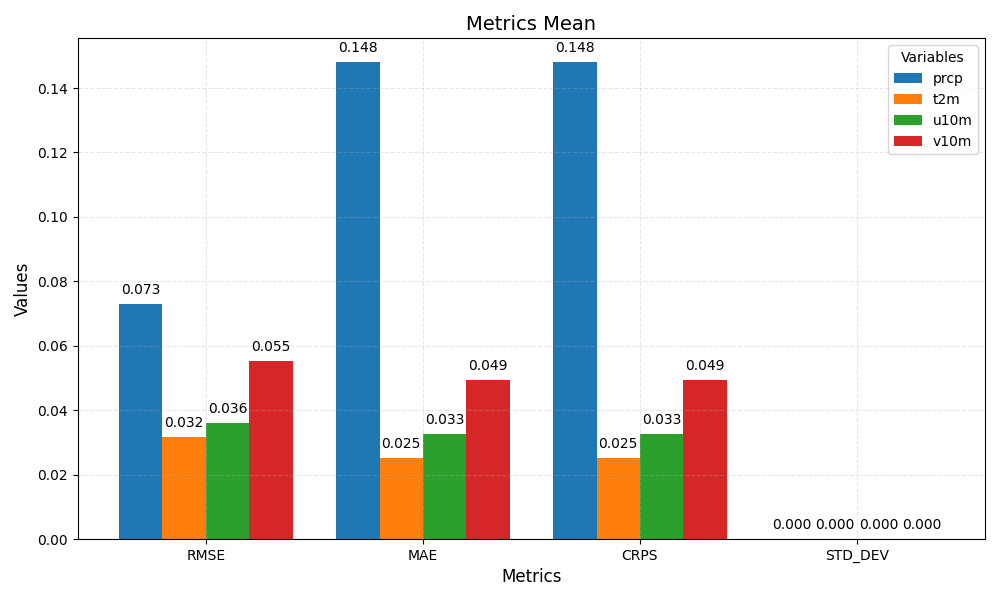 Metrics Mean
Values
0.14
0.12
0.10
0.08
0.06
0.04
0.02
0.00
0.073
0.032
0.036
0.055
0.148
0.025
0.033
0.049
0.148
0.025
0.033
0.049
0.000 0.000 0.000 0.000
Variables
prcp
t2m
u10m
v10m
RMSE MAE CRPS STD_DEV
Metrics